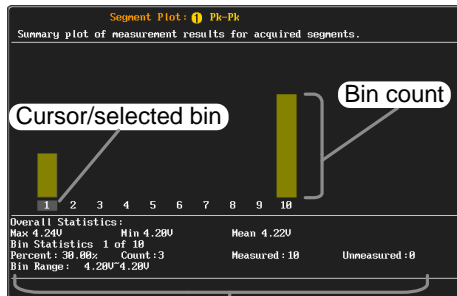 Segment Plot: 1 Pk-Pk
Summary plot of measurement results for acquired segments.
Bin count
Cursor/selected bin
1 2 3 4 5 6 7 8 9 10
Overall Statistics:
Max 4.24V Min 4.20V Mean 4.22V
Bin Statistics 1 of 10
Percent: 30.00% Count:3 Measured:10 Unmeasured:0
Bin Range: 4.20V~4.20V